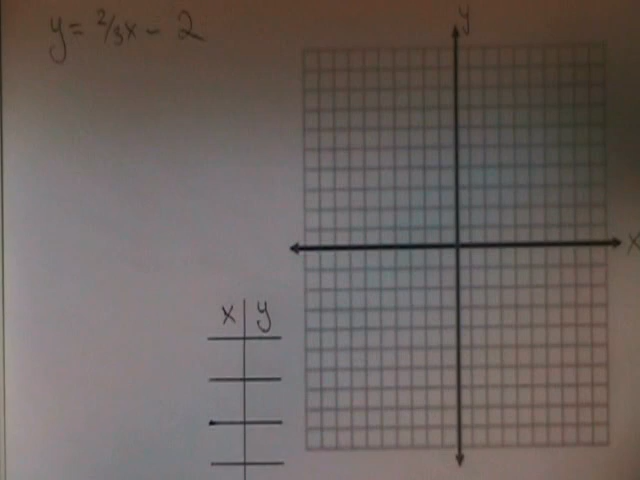 y = 2/3x - 2
y
x
x y